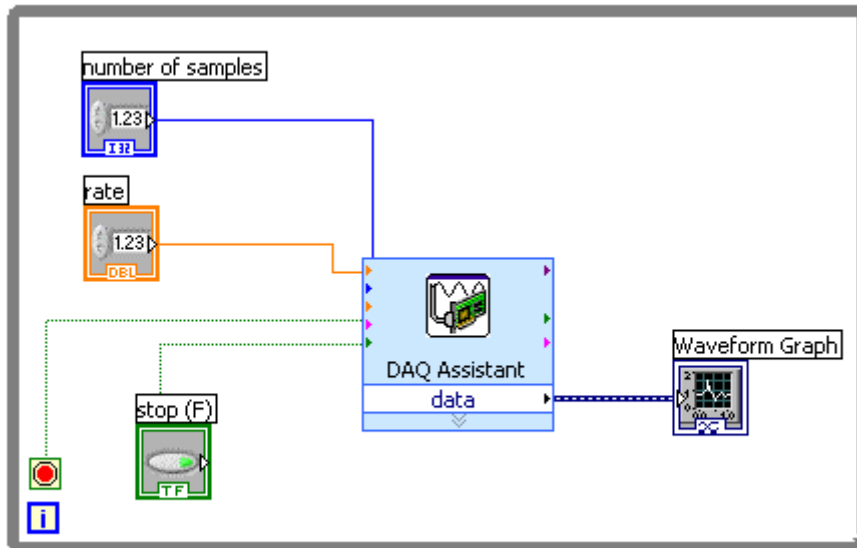 number of samples
1.23
I32
rate
1.23
DBL
DAQ Assistant
data
Waveform Graph
stop (F)
TF
i